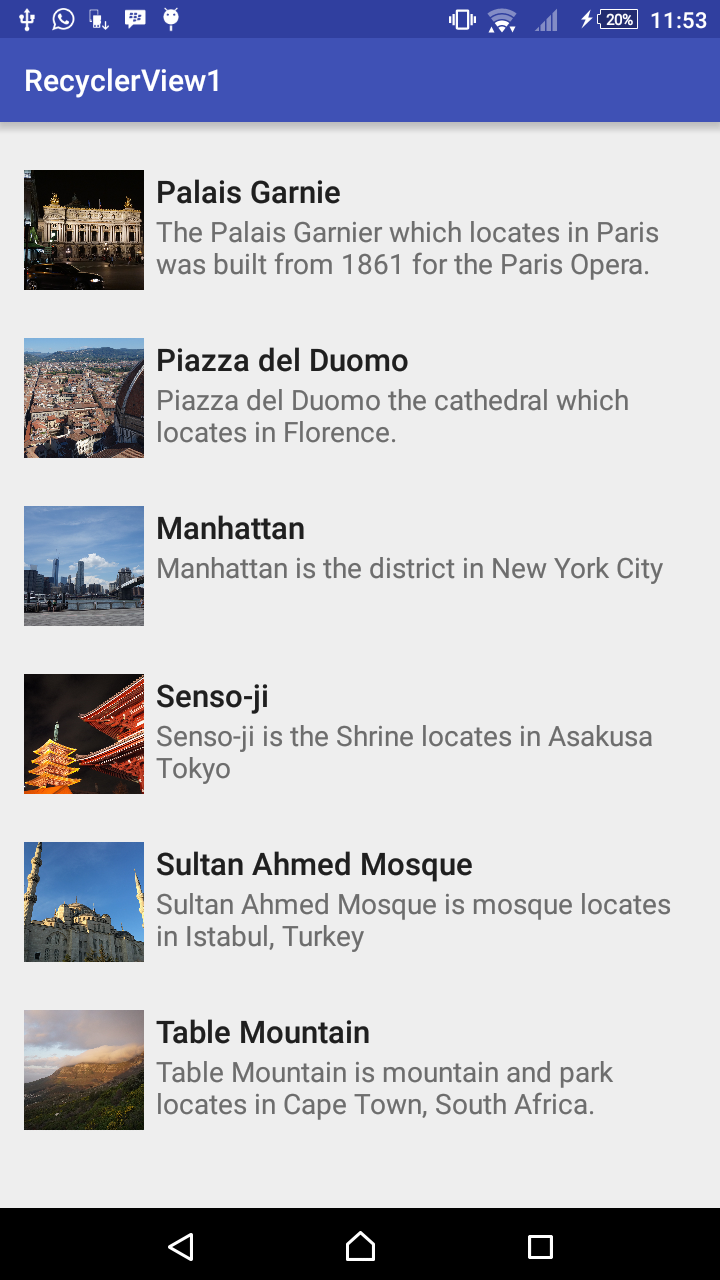 20% 11:53
RecyclerView1
Palais Garnie
The Palais Garnier which locates in Paris
was built from 1861 for the Paris Opera.
Piazza del Duomo
Piazza del Duomo the cathedral which
locates in Florence.
Manhattan
Manhattan is the district in New York City
Senso-ji
Senso-ji is the Shrine locates in Asakusa
Tokyo
Sultan Ahmed Mosque
Sultan Ahmed Mosque is mosque locates
in Istabul, Turkey
Table Mountain
Table Mountain is mountain and park
locates in Cape Town, South Africa.